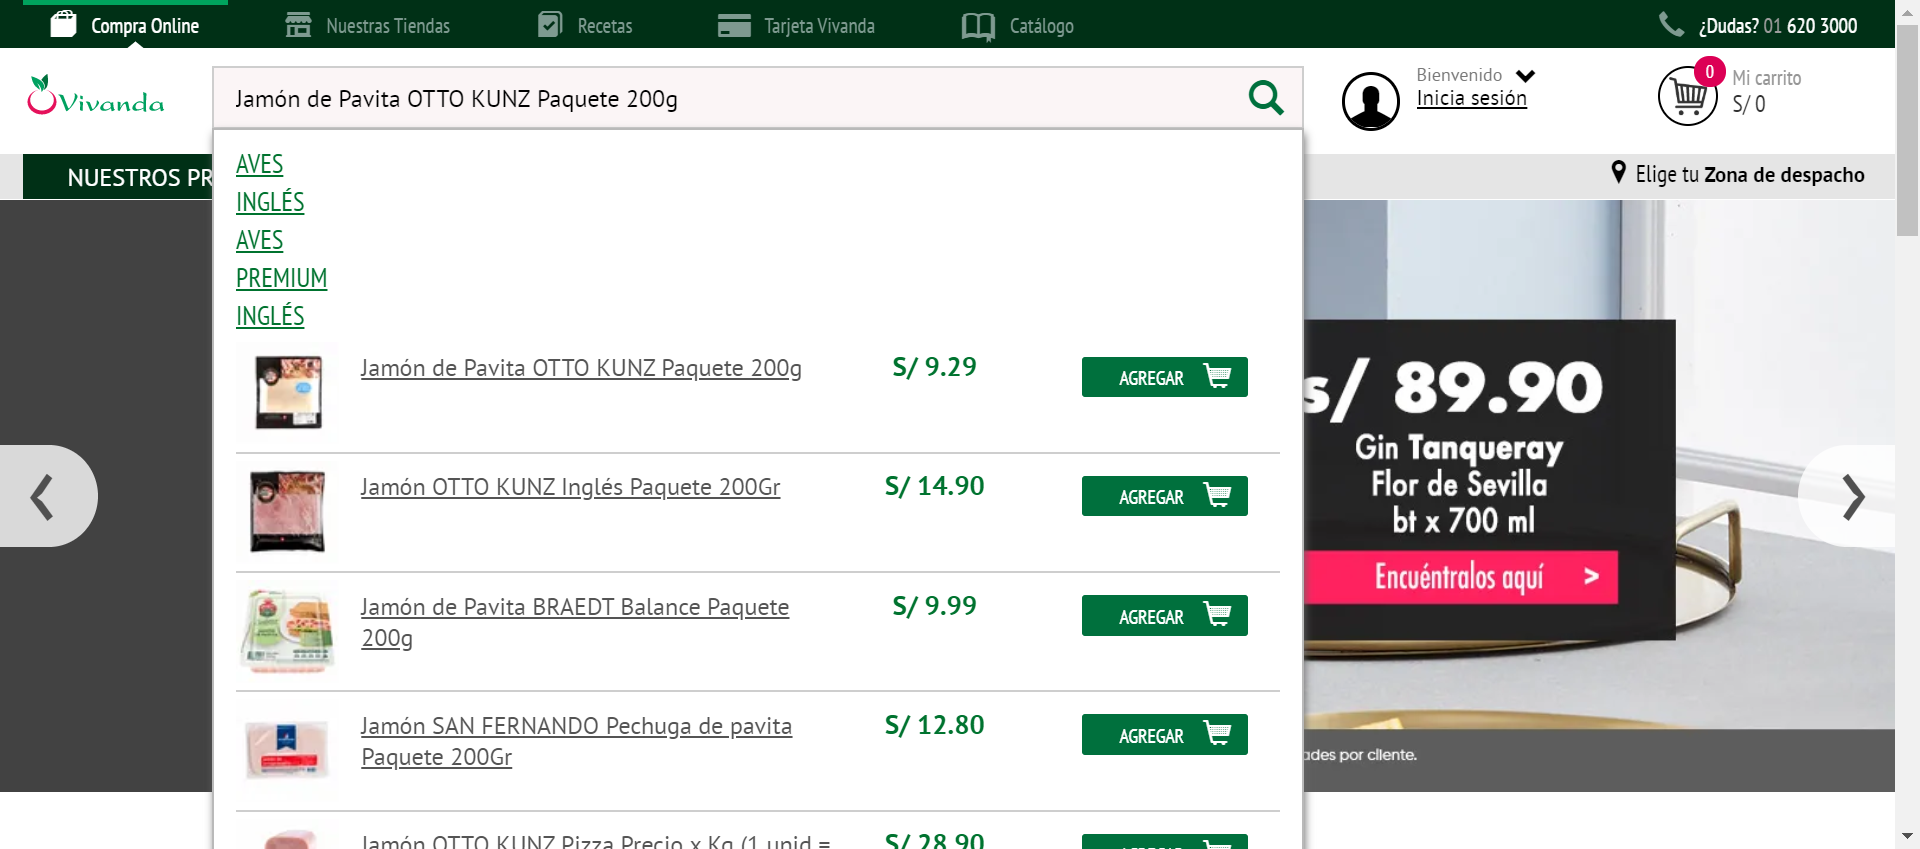 Compra Online
Nuestras Tiendas
Recetas
Tarjeta Vivanda
Catálogo
¿Dudas? 01 620 3000
Vivanda
Jamón de Pavita OTTO KUNZ Paquete 200g
Bienvenido
Inicia sesión
0
Mi carrito
S/ 0
NUESTROS PR
Elige tu Zona de despacho
AVES
INGLÉS
AVES
PREMIUM
INGLÉS
Jamón de Pavita OTTO KUNZ Paquete 200g
S/ 9.29
AGREGAR
Jamón OTTO KUNZ Inglés Paquete 200Gr
S/ 14.90
AGREGAR
Jamón de Pavita BRAEDT Balance Paquete
200g
S/ 9.99
AGREGAR
Jamón SAN FERNANDO Pechuga de pavita
Paquete 200Gr
S/ 12.80
AGREGAR
Jamón OTTO KUNZ Pizza Precio x Kg (1 unid =
S/ 28.90
s/ 89.90
Gin Tanqueray
Flor de Sevilla
bt x 700 ml
Encuéntralos aquí >
ades por cliente.